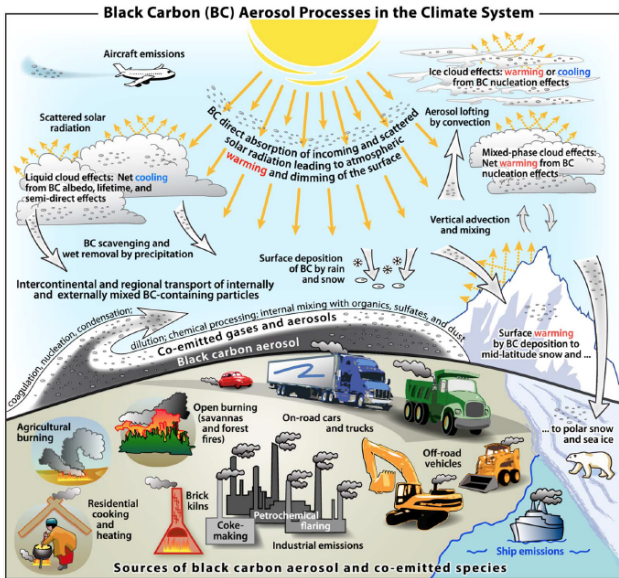 Black Carbon (BC) Aerosol Processes in the Climate System
Aircraft emissions
Ice cloud effects: warming or cooling
from BC nucleation effects
Scattered solar
radiation
BC direct absorption of incoming and scattered
solar radiation leading to atmospheric
warming and dimming of the surface
Aerosol lofting
by convection
Liquid cloud effects: Net cooling
from BC albedo, lifetime, and
semi-direct effects
Mixed-phase cloud effects:
Net warming from BC
nucleation effects
Vertical advection
and mixing
BC scavenging and
wet removal by precipitation
Surface deposition
of BC by rain
and snow
Intercontinental and regional transport of internally
and externally mixed BC-containing particles
coagulation, nucleation, condensation;
dilution; chemical processing; internal mixing with organics, sulfates, and dust
Co-emitted gases and aerosols
Black carbon aerosol
Surface warming
by BC deposition to
mid-latitude snow and ...
... to polar snow
and sea ice
Agricultural
burning
Open burning
(savannas and
forest
fires)
On-road cars
and trucks
Off-road
vehicles
Residential
cooking
and
heating
Brick
kilns
Coke-
making
Petrochemical
flaring
Industrial emissions
Ship emissions
Sources of black carbon aerosol and co-emitted species